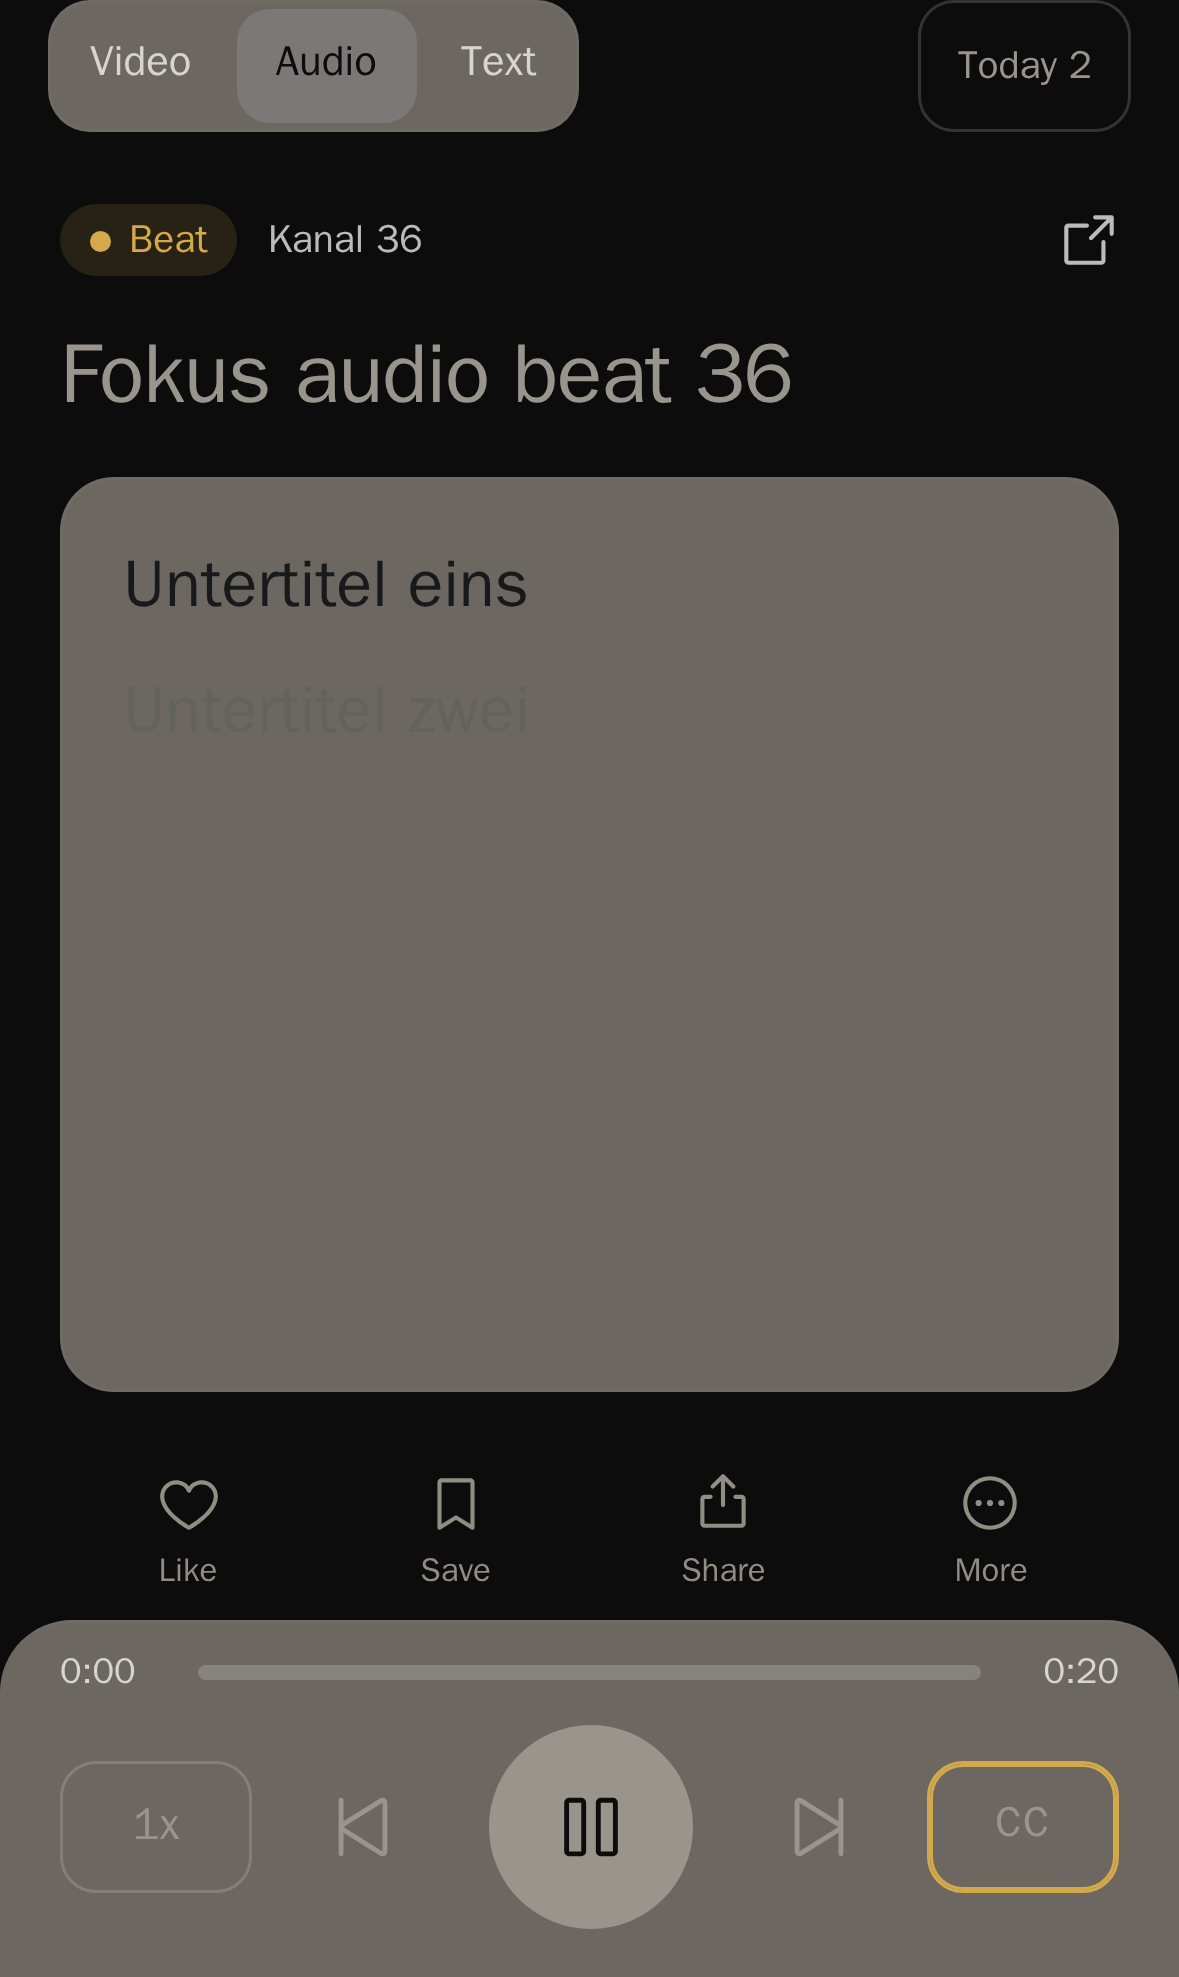 Video Audio Text Today 2
Beat Kanal 36
Fokus audio beat 36
Untertitel eins
Untertitel zwei
Like Save Share More
0:00 0:20
1x CC